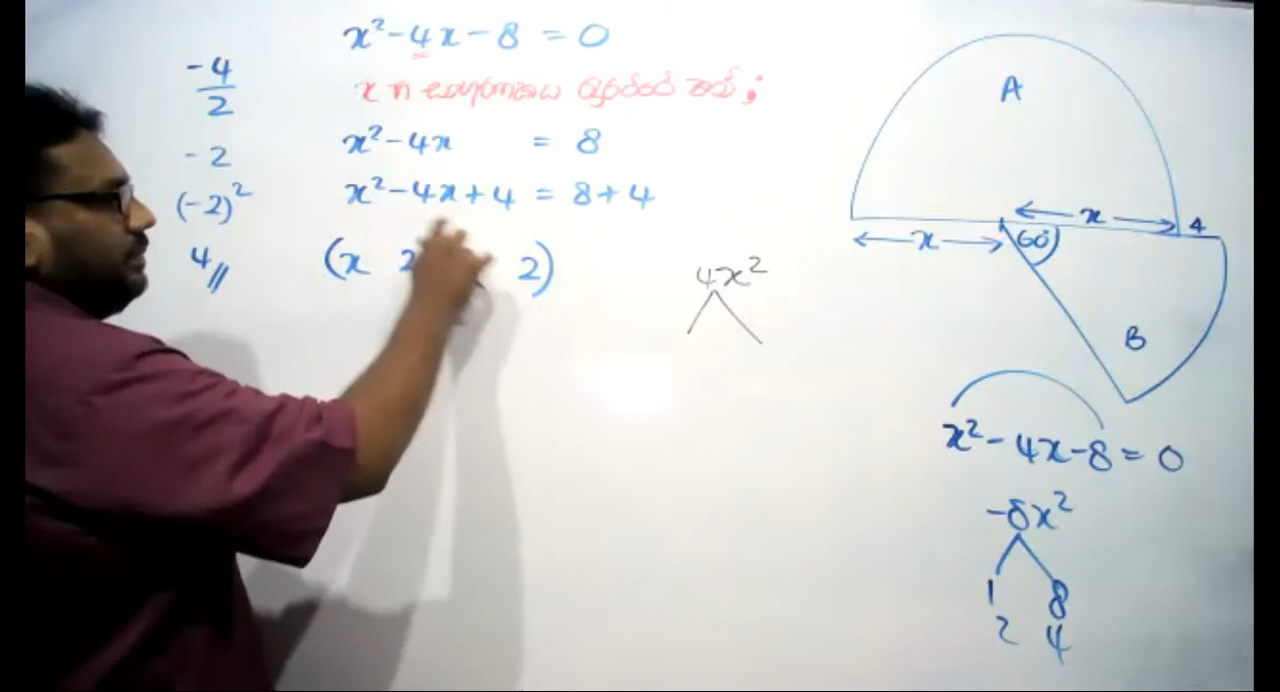 x² - 4x - 8 = 0
-4/2
x² - 4x = 8
-2
x² - 4x + 4 = 8 + 4
(-2)²
(x 2 2)
4//
4x²
A
x
x
4
60°
B
x² - 4x - 8 = 0
-8x²
1 8
2 4